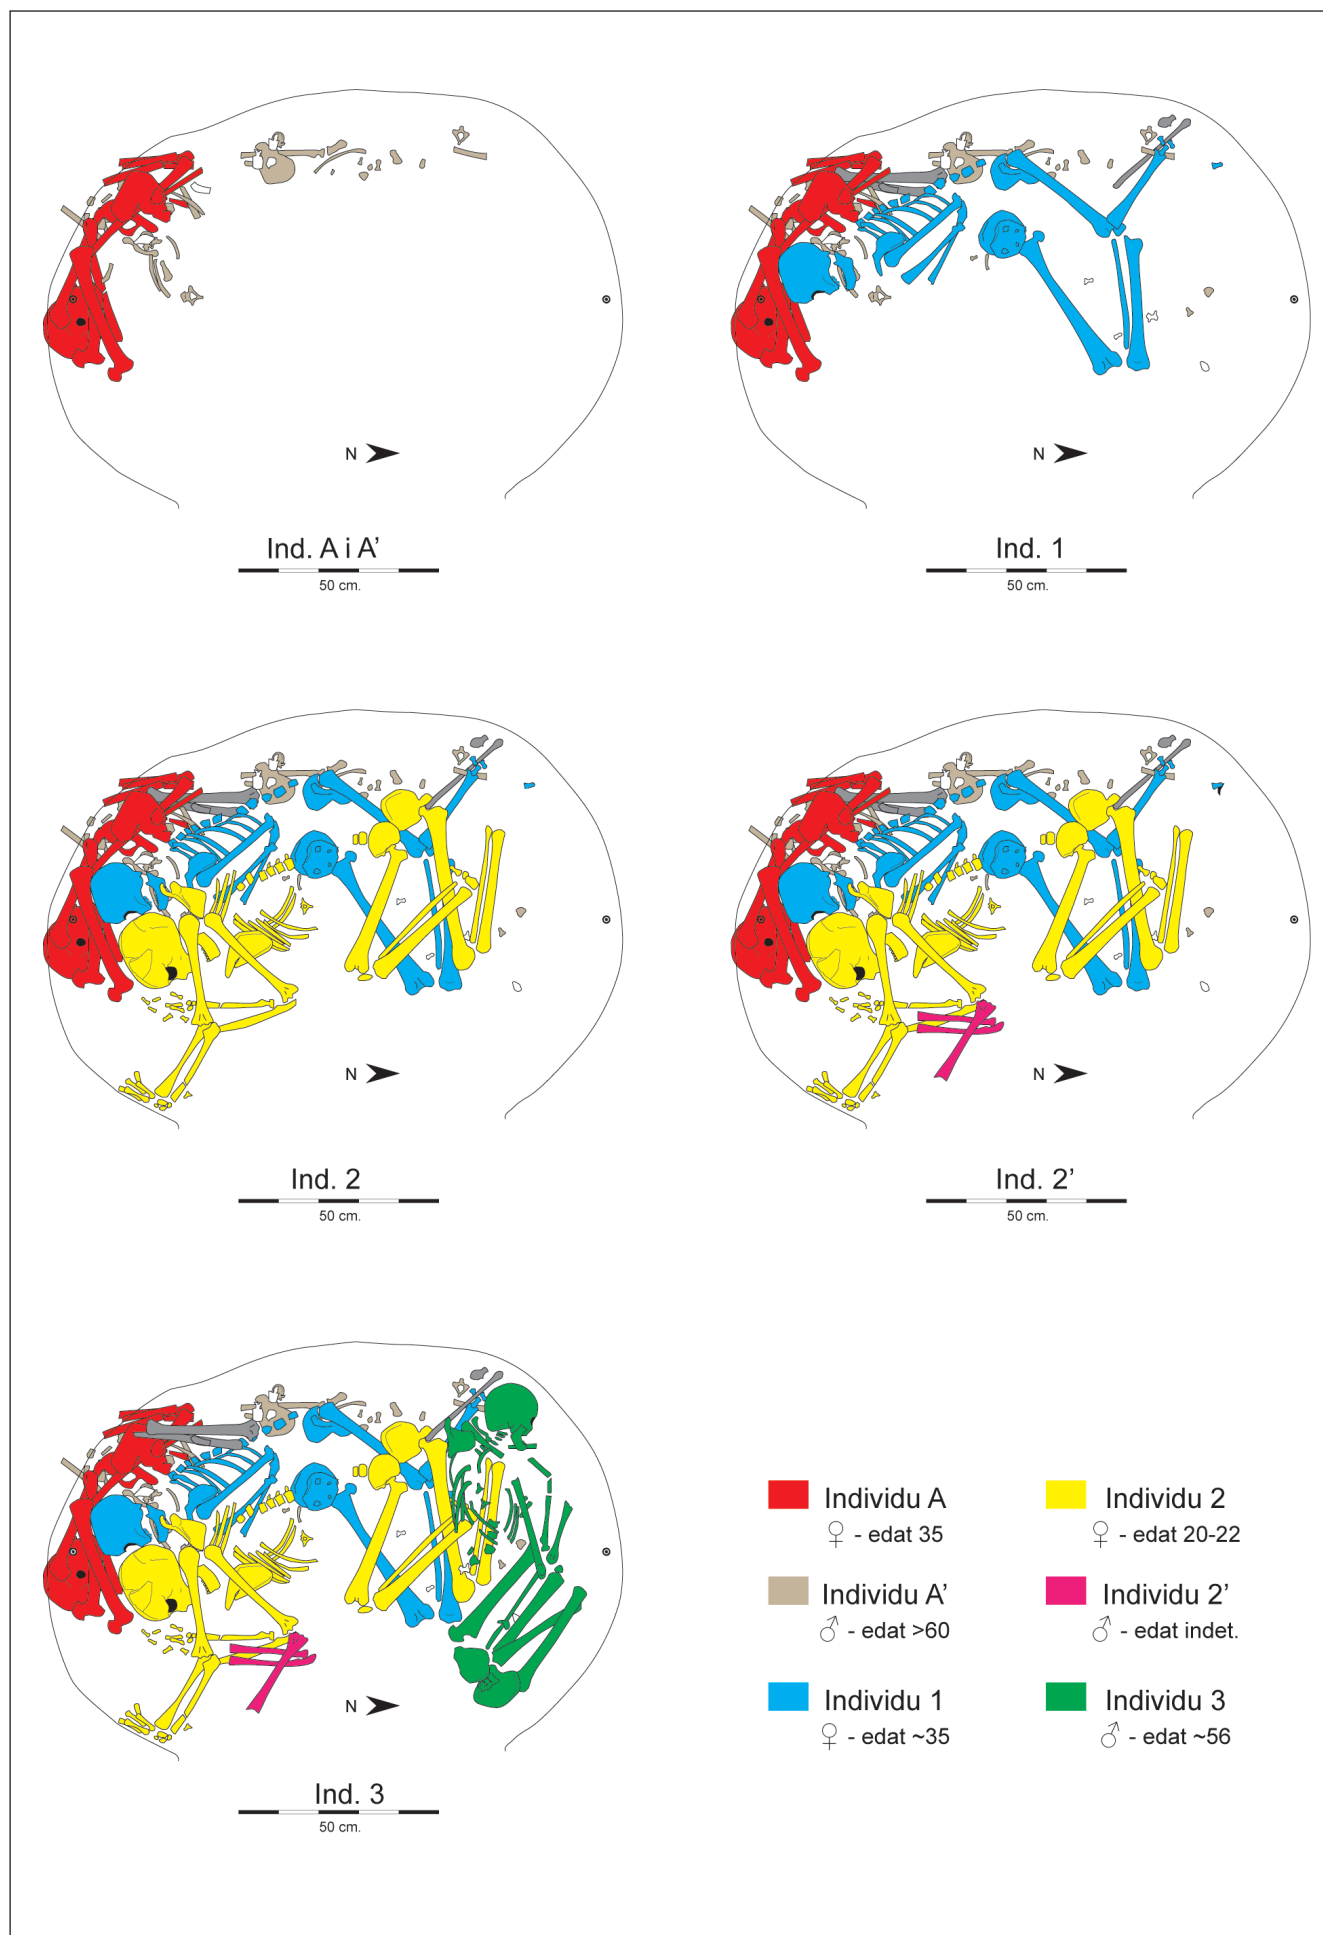 N
N
Ind. A i A'
Ind. 1
50 cm.
50 cm.
N
N
Ind. 2
Ind. 2'
50 cm.
50 cm.
N
Ind. 3
50 cm.
Individu A
♀ - edat 35
Individu 2
♀ - edat 20-22
Individu A'
♂ - edat >60
Individu 2'
♂ - edat indet.
Individu 1
♀ - edat ~35
Individu 3
♂ - edat ~56